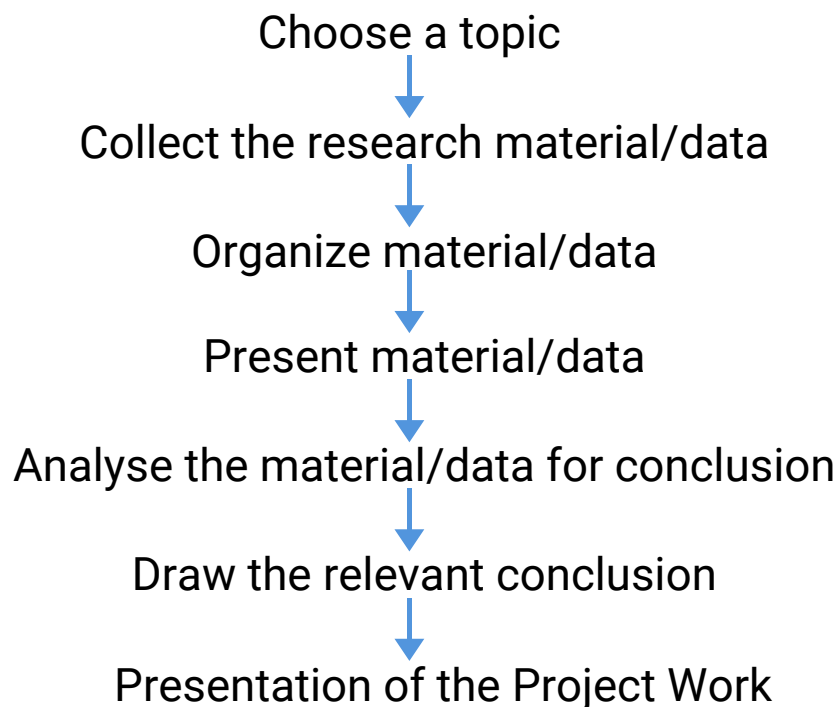 Choose a topic
Collect the research material/data
Organize material/data
Present material/data
Analyse the material/data for conclusion
Draw the relevant conclusion
Presentation of the Project Work